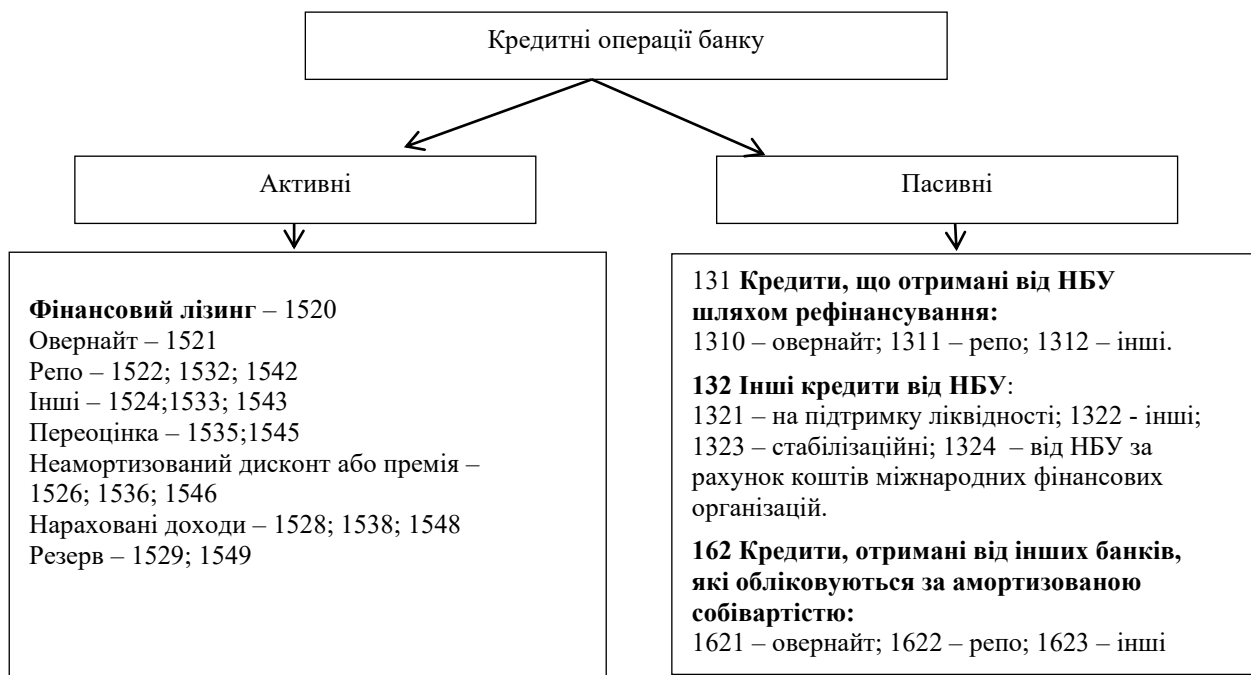 Кредитні операції банку
Активні
Пасивні
Фінансовий лізинг – 1520
Овернайт – 1521
Репо – 1522; 1532; 1542
Інші – 1524;1533; 1543
Переоцінка – 1535;1545
Неамортизований дисконт або премія –
1526; 1536; 1546
Нараховані доходи – 1528; 1538; 1548
Резерв – 1529; 1549
131 Кредити, що отримані від НБУ
шляхом рефінансування:
1310 – овернайт; 1311 – репо; 1312 – інші.
132 Інші кредити від НБУ:
1321 – на підтримку ліквідності; 1322 - інші;
1323 – стабілізаційні; 1324 – від НБУ за
рахунок коштів міжнародних фінансових
організацій.
162 Кредити, отримані від інших банків,
які обліковуються за амортизованою
собівартістю:
1621 – овернайт; 1622 – репо; 1623 – інші